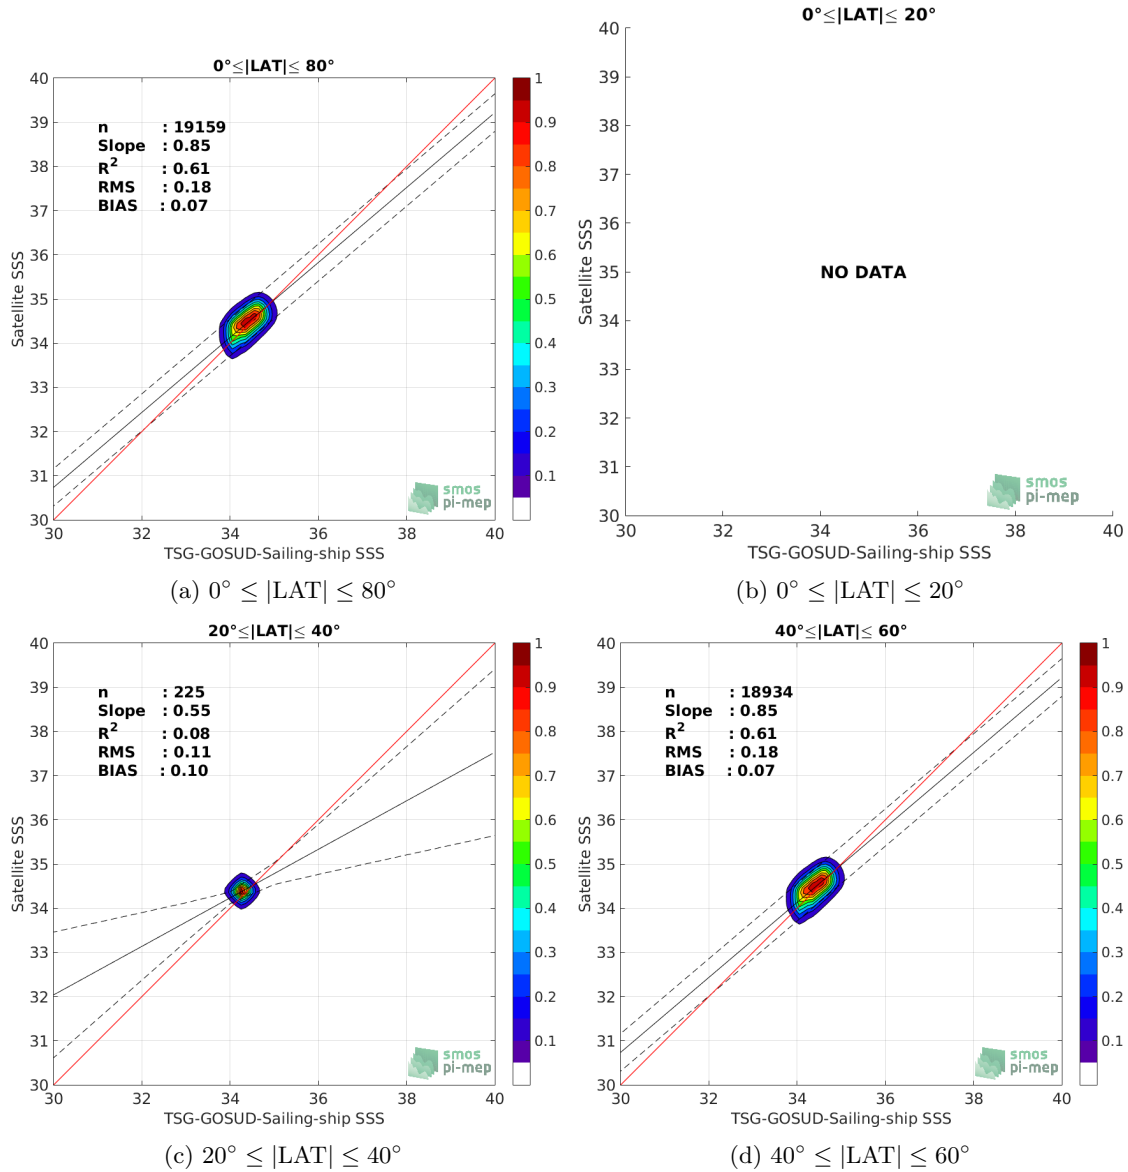 0°≤|LAT|≤ 80°
40
39
38
37
36
35
34
33
32
31
30
n : 19159
Slope : 0.85
R² : 0.61
RMS : 0.18
BIAS : 0.07
Satellite SSS
30 32 34 36 38 40
TSG-GOSUD-Sailing-ship SSS
smos
pi-mep
1
0.9
0.8
0.7
0.6
0.5
0.4
0.3
0.2
0.1
(a) 0° ≤ |LAT| ≤ 80°
0°≤|LAT|≤ 20°
40
39
38
37
36
35
34
33
32
31
30
Satellite SSS
NO DATA
30 32 34 36 38 40
TSG-GOSUD-Sailing-ship SSS
smos
pi-mep
(b) 0° ≤ |LAT| ≤ 20°
20°≤|LAT|≤ 40°
40
39
38
37
36
35
34
33
32
31
30
n : 225
Slope : 0.55
R² : 0.08
RMS : 0.11
BIAS : 0.10
Satellite SSS
30 32 34 36 38 40
TSG-GOSUD-Sailing-ship SSS
smos
pi-mep
1
0.9
0.8
0.7
0.6
0.5
0.4
0.3
0.2
0.1
(c) 20° ≤ |LAT| ≤ 40°
40°≤|LAT|≤ 60°
40
39
38
37
36
35
34
33
32
31
30
n : 18934
Slope : 0.85
R² : 0.61
RMS : 0.18
BIAS : 0.07
Satellite SSS
30 32 34 36 38 40
TSG-GOSUD-Sailing-ship SSS
smos
pi-mep
1
0.9
0.8
0.7
0.6
0.5
0.4
0.3
0.2
0.1
(d) 40° ≤ |LAT| ≤ 60°